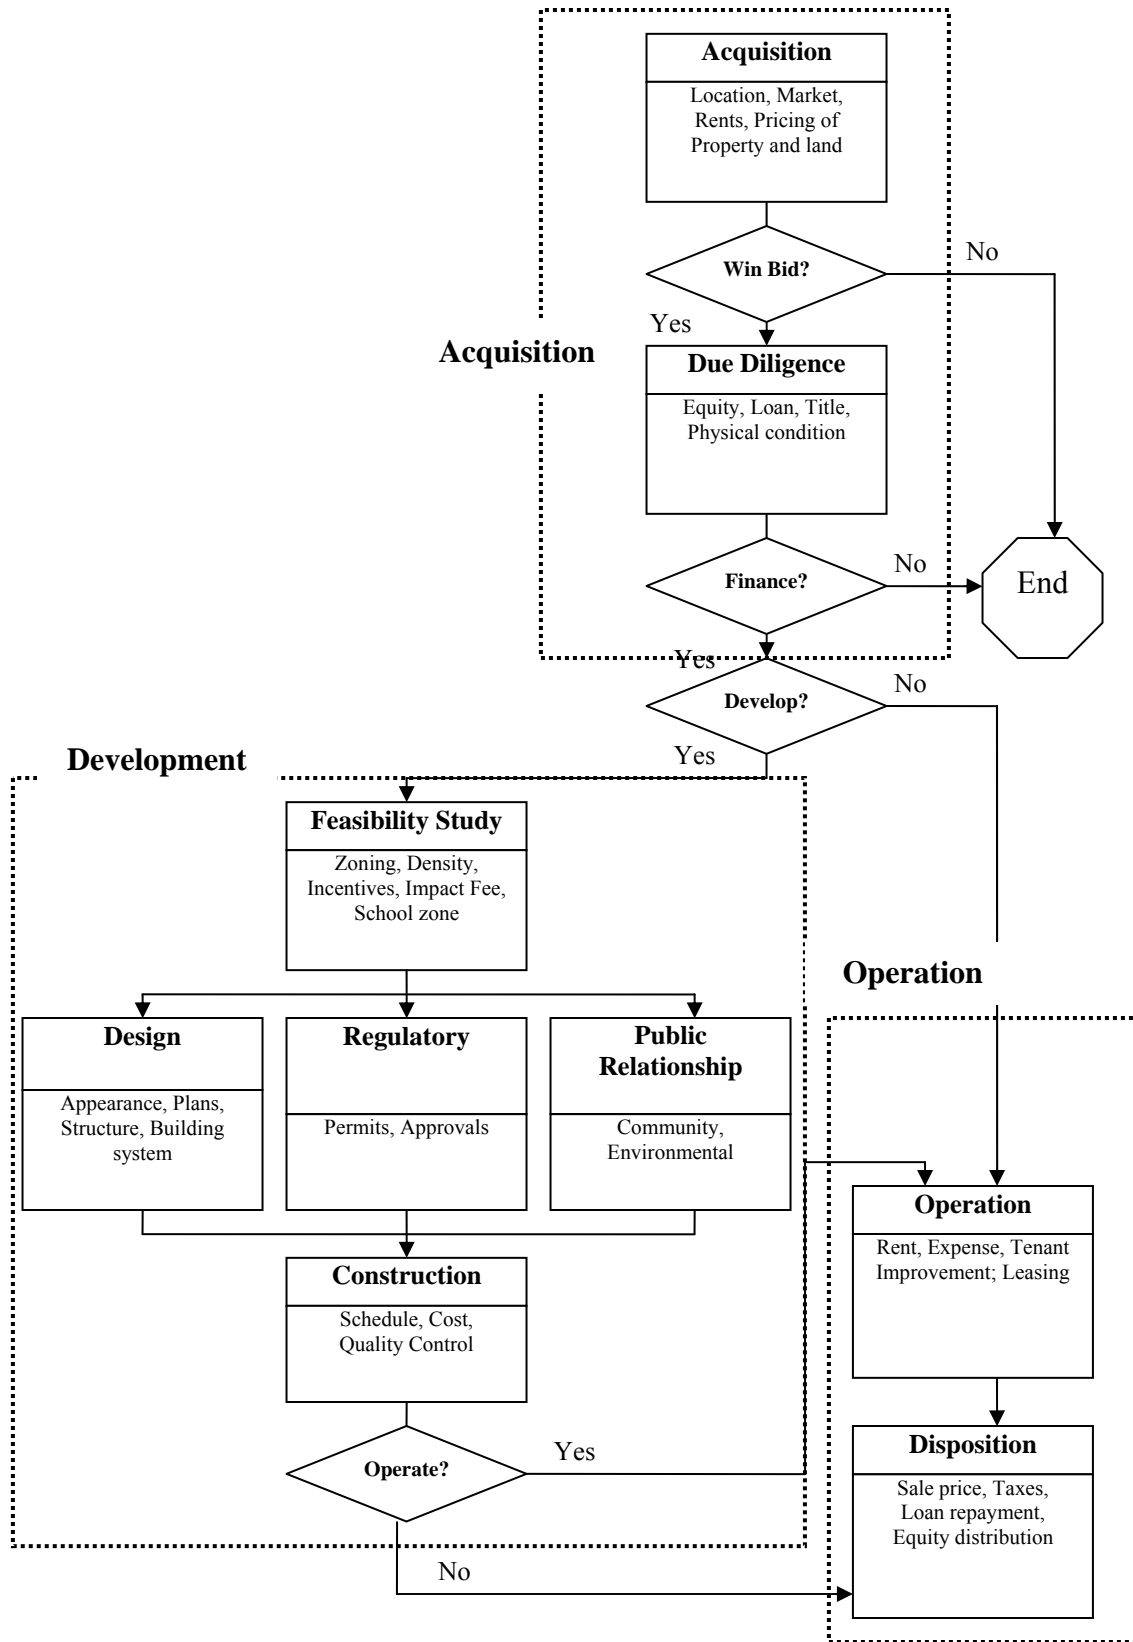 Acquisition
Location, Market,
Rents, Pricing of
Property and land
Win Bid?
No
Yes
Acquisition
Due Diligence
Equity, Loan, Title,
Physical condition
Finance?
No
End
Yes
Develop?
No
Yes
Development
Feasibility Study
Zoning, Density,
Incentives, Impact Fee,
School zone
Operation
Design
Appearance, Plans,
Structure, Building
system
Regulatory
Permits, Approvals
Public
Relationship
Community,
Environmental
Operation
Rent, Expense, Tenant
Improvement; Leasing
Construction
Schedule, Cost,
Quality Control
Operate?
Yes
No
Disposition
Sale price, Taxes,
Loan repayment,
Equity distribution